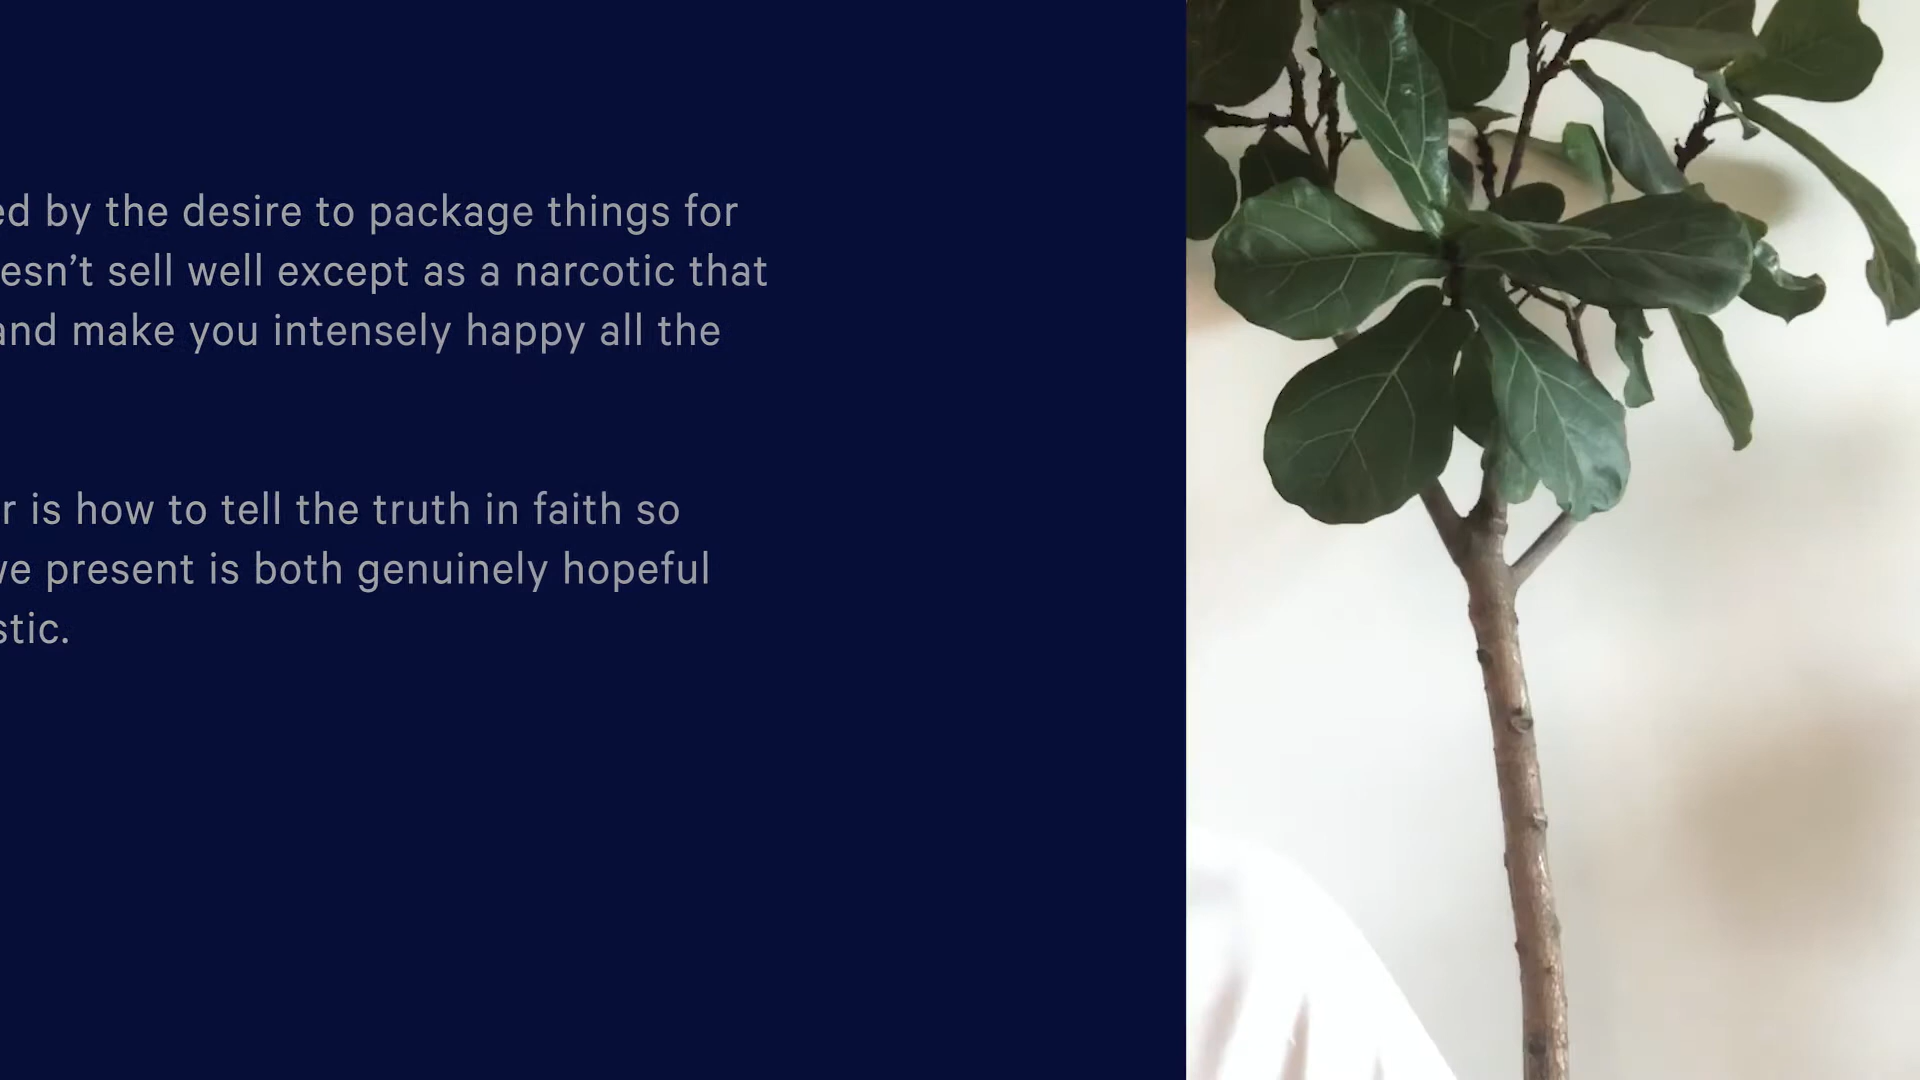 ed by the desire to package things for
esn’t sell well except as a narcotic that
and make you intensely happy all the
r is how to tell the truth in faith so
ve present is both genuinely hopeful
stic.